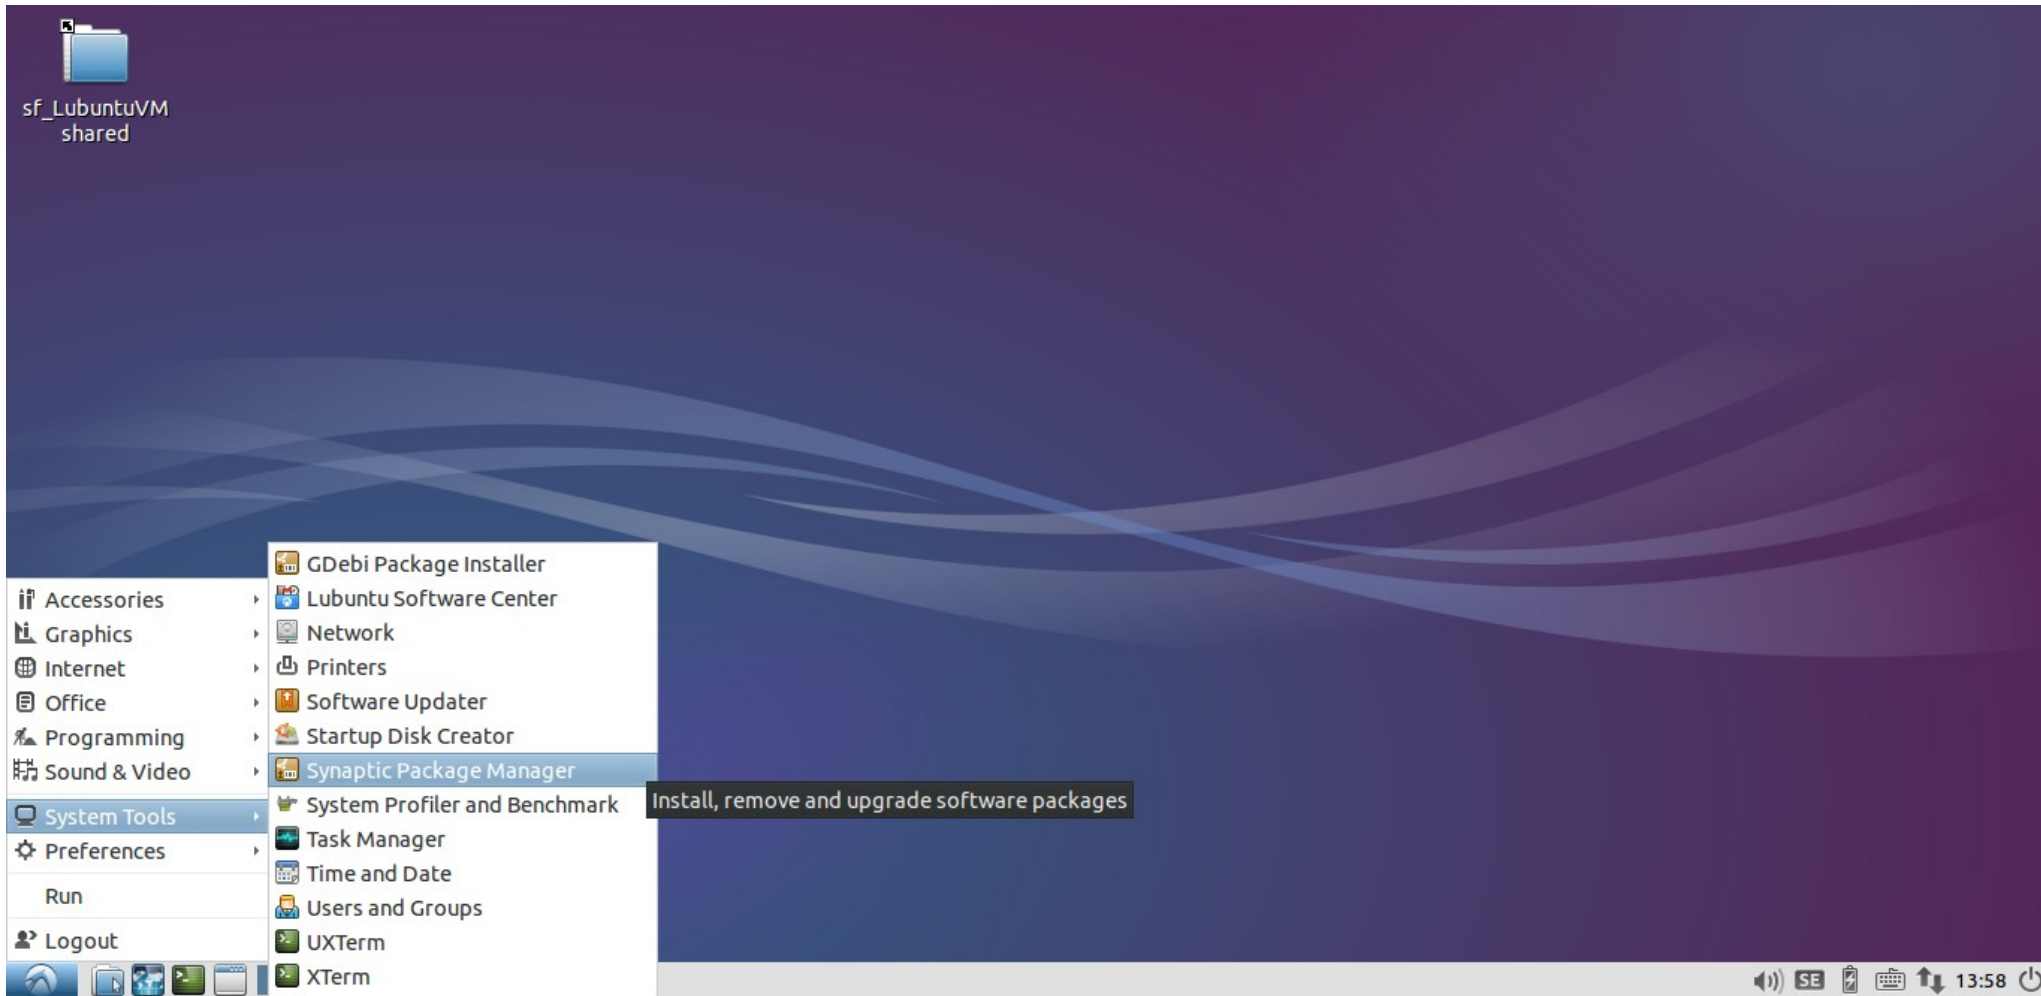 sf_LubuntuVM
shared
Accessories
Graphics
Internet
Office
Programming
Sound & Video
System Tools
Preferences
Run
Logout
GDebi Package Installer
Lubuntu Software Center
Network
Printers
Software Updater
Startup Disk Creator
Synaptic Package Manager
Install, remove and upgrade software packages
System Profiler and Benchmark
Task Manager
Time and Date
Users and Groups
UXTerm
XTerm
SE
13:58